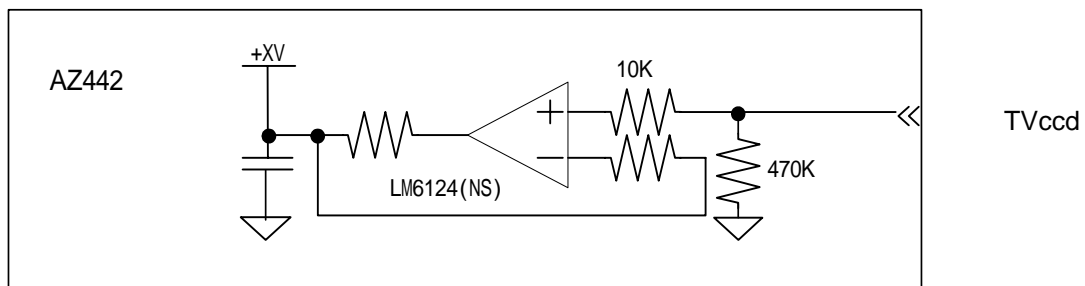 +XV
AZ442
10K
TVccd
470K
LM6124(NS)